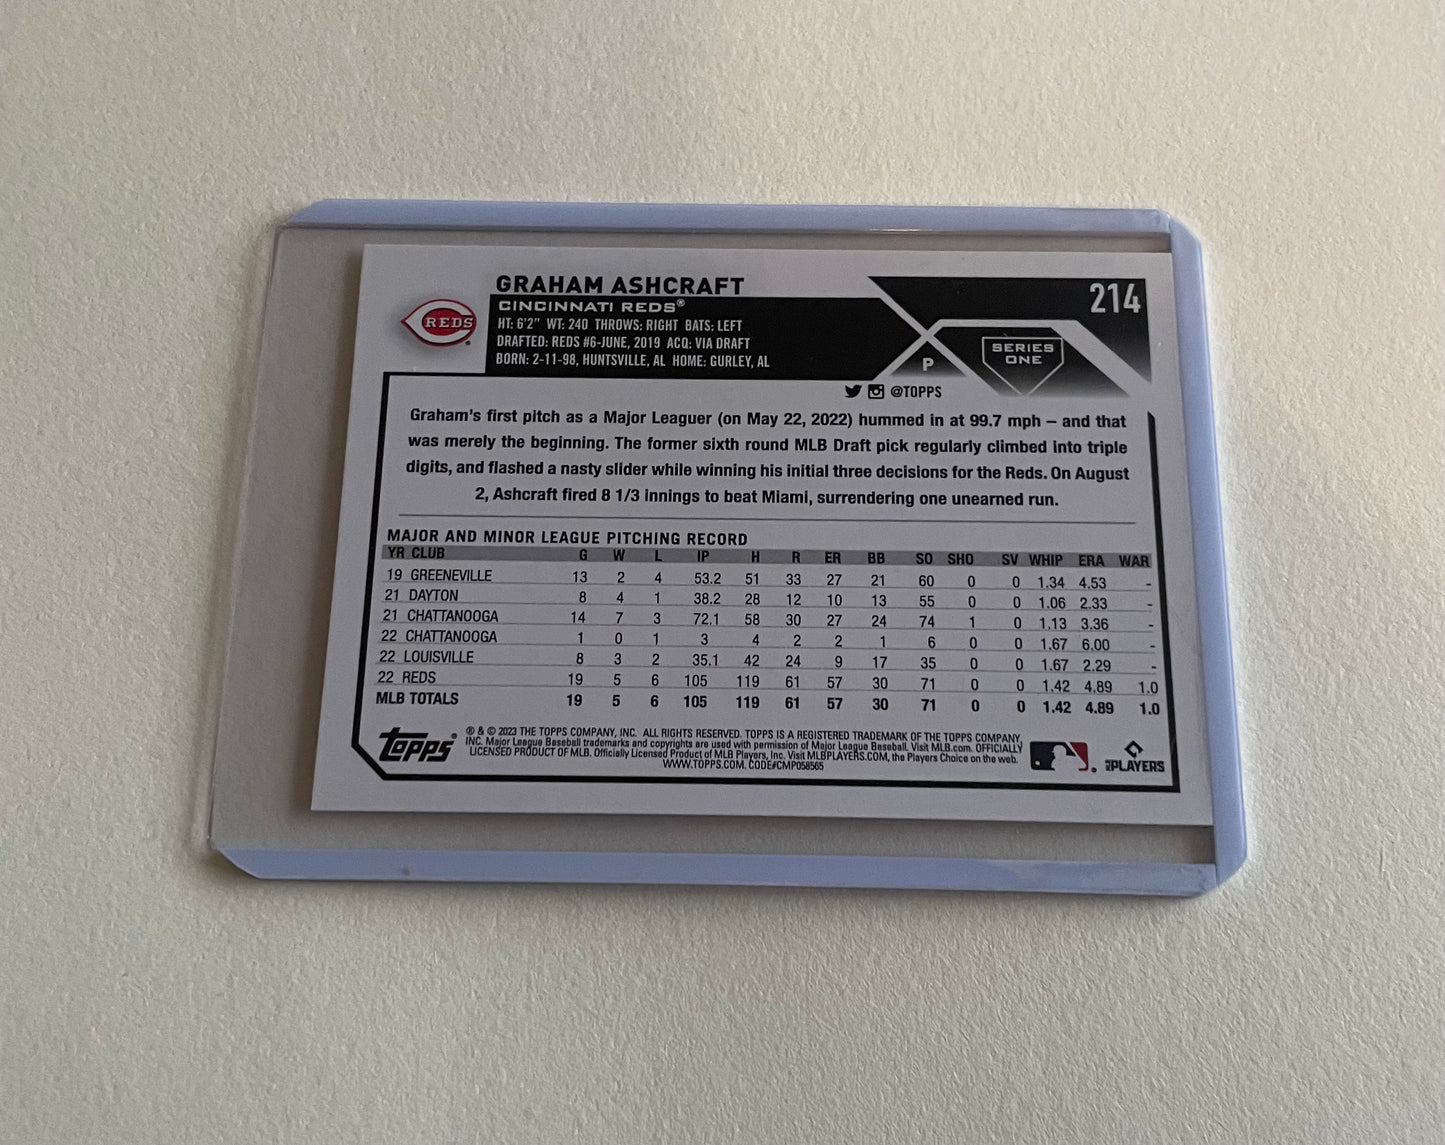 GRAHAM ASHCRAFT
214
CINCINNATI REDS®
REDS
HT: 6'2" WT: 240 THROWS: RIGHT BATS: LEFT
DRAFTED: REDS #6-JUNE, 2019 ACQ: VIA DRAFT
BORN: 2-11-98, HUNTSVILLE, AL HOME: GURLEY, AL
P
SERIES
ONE
@TOPPS
Graham's first pitch as a Major Leaguer (on May 22, 2022) hummed in at 99.7 mph – and that
was merely the beginning. The former sixth round MLB Draft pick regularly climbed into triple
digits, and flashed a nasty slider while winning his initial three decisions for the Reds. On August
2, Ashcraft fired 8 1/3 innings to beat Miami, surrendering one unearned run.
MAJOR AND MINOR LEAGUE PITCHING RECORD
YR CLUB G W L IP H R ER BB SO SHO SV WHIP ERA WAR
19 GREENEVILLE 13 2 4 53.2 51 33 27 21 60 0 0 1.34 4.53 -
21 DAYTON 8 4 1 38.2 28 12 10 13 55 0 0 1.06 2.33 -
21 CHATTANOOGA 14 7 3 72.1 58 30 27 24 74 1 0 1.13 3.36 -
22 CHATTANOOGA 1 0 1 3 4 2 2 1 6 0 0 1.67 6.00 -
22 LOUISVILLE 8 3 2 35.1 42 24 9 17 35 0 0 1.67 2.29 -
22 REDS 19 5 6 105 119 61 57 30 71 0 0 1.42 4.89 1.0
MLB TOTALS 19 5 6 105 119 61 57 30 71 0 0 1.42 4.89 1.0
Topps®
® & © 2023 THE TOPPS COMPANY, INC. ALL RIGHTS RESERVED. TOPPS IS A REGISTERED TRADEMARK OF THE TOPPS COMPANY,
INC. Major League Baseball trademarks and copyrights are used with permission of Major League Baseball. Visit MLB.com. OFFICIALLY
LICENSED PRODUCT OF MLB. Officially Licensed Product of MLB Players, Inc. Visit MLBPLAYERS.COM, the Players Choice on the web.
WWW.TOPPS.COM. CODE#CMP058565
MLB PLAYERS